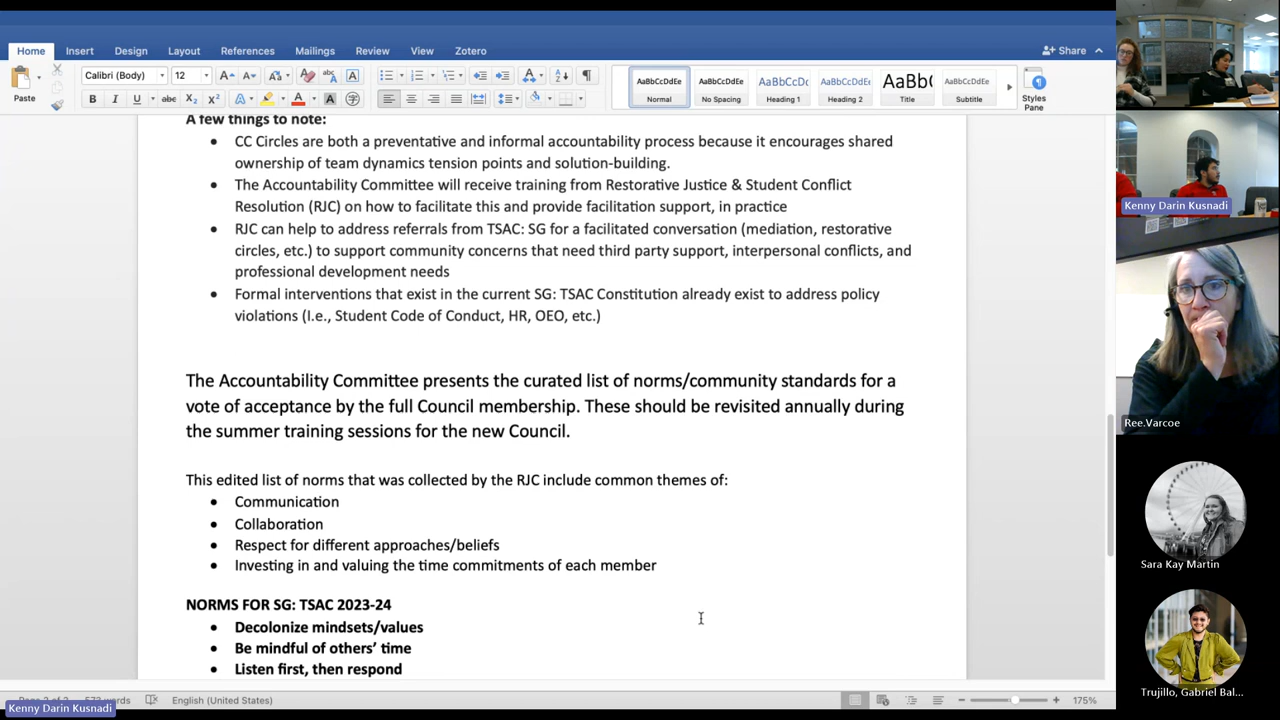 Home Insert Design Layout References Mailings Review View Zotero Share
Paste
Calibri (Body) 12
AaBbCcDdEe AaBbCcDdEe AaBbCcDc AaBbCcDdEe AaBb( AaBbCcDdEe
Normal No Spacing Heading 1 Heading 2 Title Subtitle
Styles
Pane
A few things to note:
• CC Circles are both a preventative and informal accountability process because it encourages shared
ownership of team dynamics tension points and solution-building.
• The Accountability Committee will receive training from Restorative Justice & Student Conflict
Resolution (RJC) on how to facilitate this and provide facilitation support, in practice
• RJC can help to address referrals from TSAC: SG for a facilitated conversation (mediation, restorative
circles, etc.) to support community concerns that need third party support, interpersonal conflicts, and
professional development needs
• Formal interventions that exist in the current SG: TSAC Constitution already exist to address policy
violations (I.e., Student Code of Conduct, HR, OEO, etc.)
The Accountability Committee presents the curated list of norms/community standards for a
vote of acceptance by the full Council membership. These should be revisited annually during
the summer training sessions for the new Council.
This edited list of norms that was collected by the RJC include common themes of:
• Communication
• Collaboration
• Respect for different approaches/beliefs
• Investing in and valuing the time commitments of each member
NORMS FOR SG: TSAC 2023-24
• Decolonize mindsets/values
• Be mindful of others' time
• Listen first, then respond
words English (United States) 175%
Kenny Darin Kusnadi
Kenny Darin Kusnadi
Ree.Varcoe
Sara Kay Martin
Trujillo, Gabriel Bal...